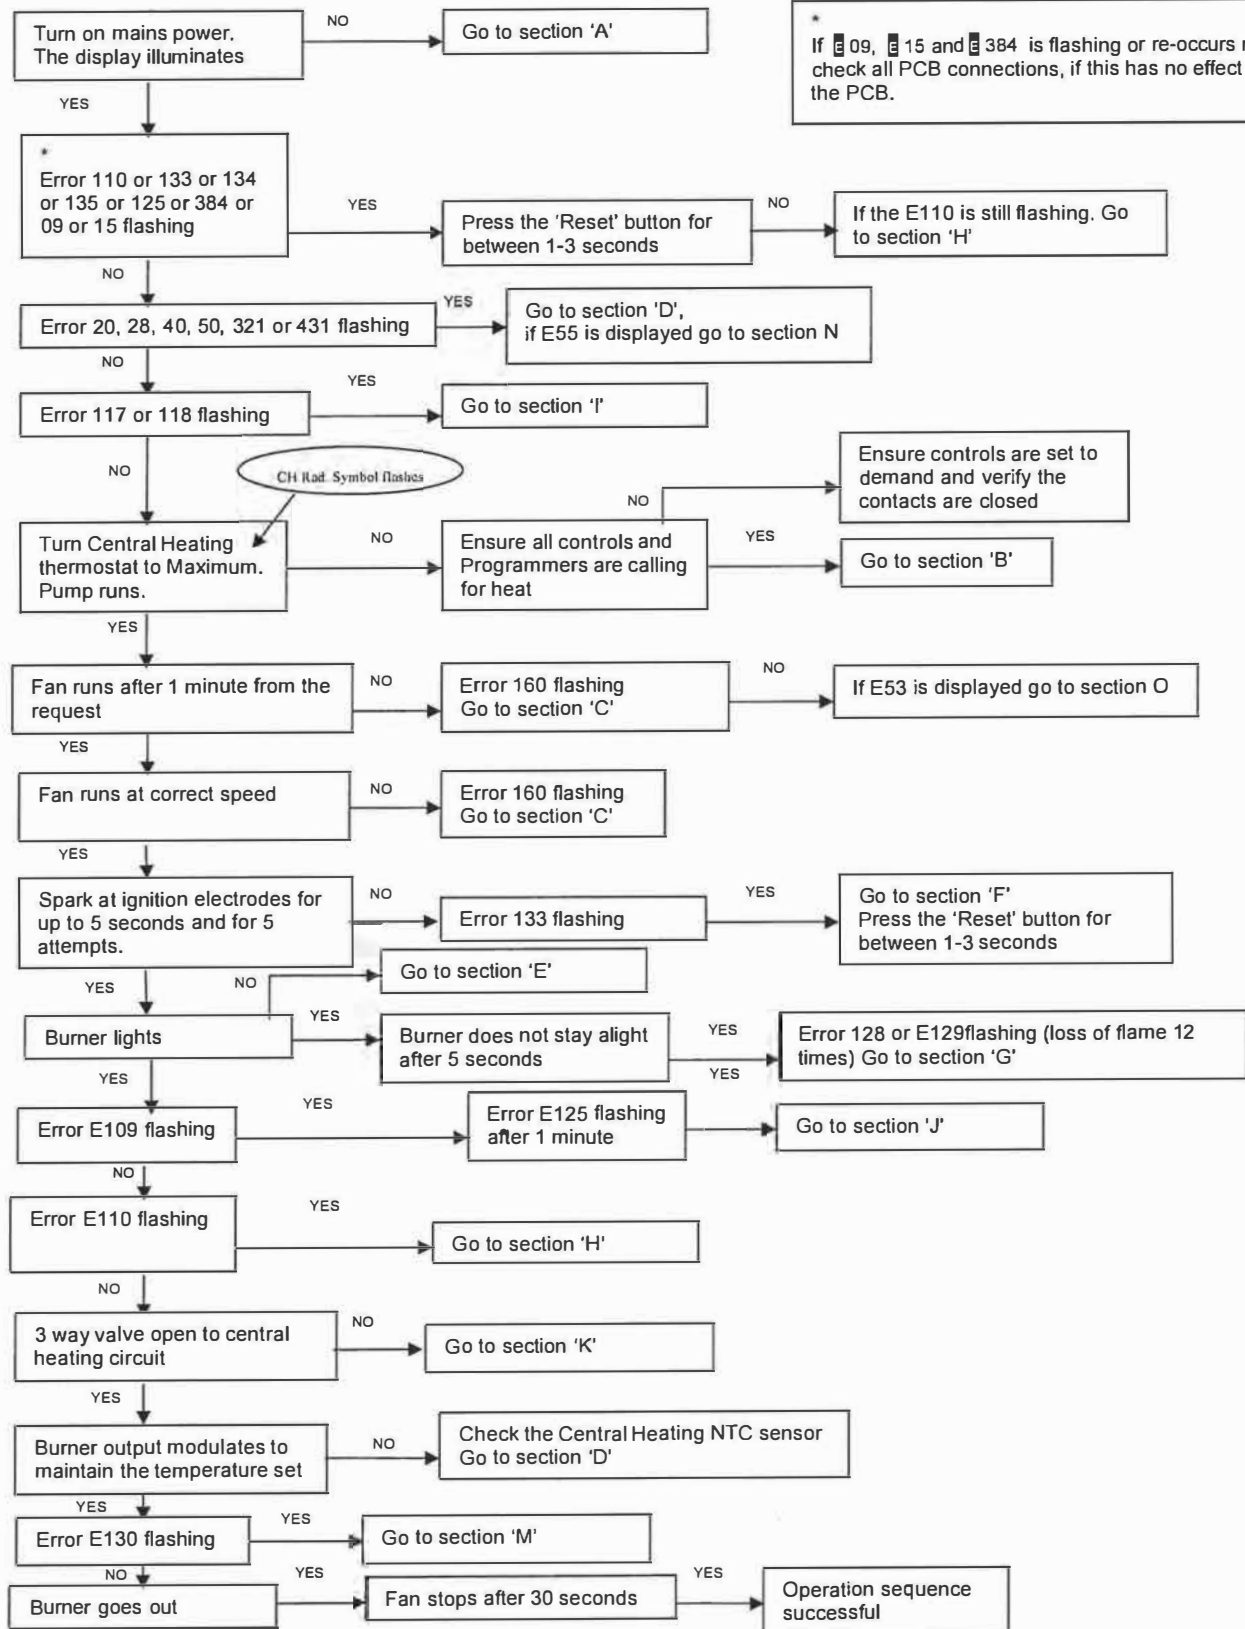 Turn on mains power.
The display illuminates
NO
Go to section 'A'
*
If E 09, E 15 and E 384 is flashing or re-occurs
check all PCB connections, if this has no effect
the PCB.
YES
*
Error 110 or 133 or 134
or 135 or 125 or 384 or
09 or 15 flashing
YES
Press the 'Reset' button for
between 1-3 seconds
NO
If the E110 is still flashing. Go
to section 'H'
NO
Error 20, 28, 40, 50, 321 or 431 flashing
YES
Go to section 'D',
if E55 is displayed go to section N
NO
Error 117 or 118 flashing
YES
Go to section 'I'
NO
CH Rad. Symbol flashes
Turn Central Heating
thermostat to Maximum.
Pump runs.
NO
Ensure all controls and
Programmers are calling
for heat
NO
Ensure controls are set to
demand and verify the
contacts are closed
YES
Go to section 'B'
YES
Fan runs after 1 minute from the
request
NO
Error 160 flashing
Go to section 'C'
NO
If E53 is displayed go to section O
YES
Fan runs at correct speed
NO
Error 160 flashing
Go to section 'C'
YES
Spark at ignition electrodes for
up to 5 seconds and for 5
attempts.
NO
Error 133 flashing
YES
Go to section 'F'
Press the 'Reset' button for
between 1-3 seconds
YES
NO
Go to section 'E'
Burner lights
YES
Burner does not stay alight
after 5 seconds
YES
YES
Error 128 or E129flashing (loss of flame 12
times) Go to section 'G'
YES
Error E109 flashing
YES
Error E125 flashing
after 1 minute
Go to section 'J'
NO
Error E110 flashing
YES
Go to section 'H'
NO
3 way valve open to central
heating circuit
NO
Go to section 'K'
YES
Burner output modulates to
maintain the temperature set
NO
Check the Central Heating NTC sensor
Go to section 'D'
YES
Error E130 flashing
YES
Go to section 'M'
NO
Burner goes out
YES
Fan stops after 30 seconds
YES
Operation sequence
successful